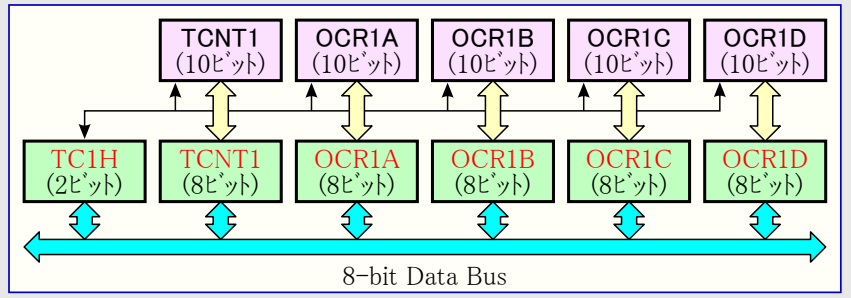 TCNT1 OCR1A OCR1B OCR1C OCR1D
(10ﾋﾞｯﾄ) (10ﾋﾞｯﾄ) (10ﾋﾞｯﾄ) (10ﾋﾞｯﾄ) (10ﾋﾞｯﾄ)
TC1H TCNT1 OCR1A OCR1B OCR1C OCR1D
(2ﾋﾞｯﾄ) (8ﾋﾞｯﾄ) (8ﾋﾞｯﾄ) (8ﾋﾞｯﾄ) (8ﾋﾞｯﾄ) (8ﾋﾞｯﾄ)
8-bit Data Bus